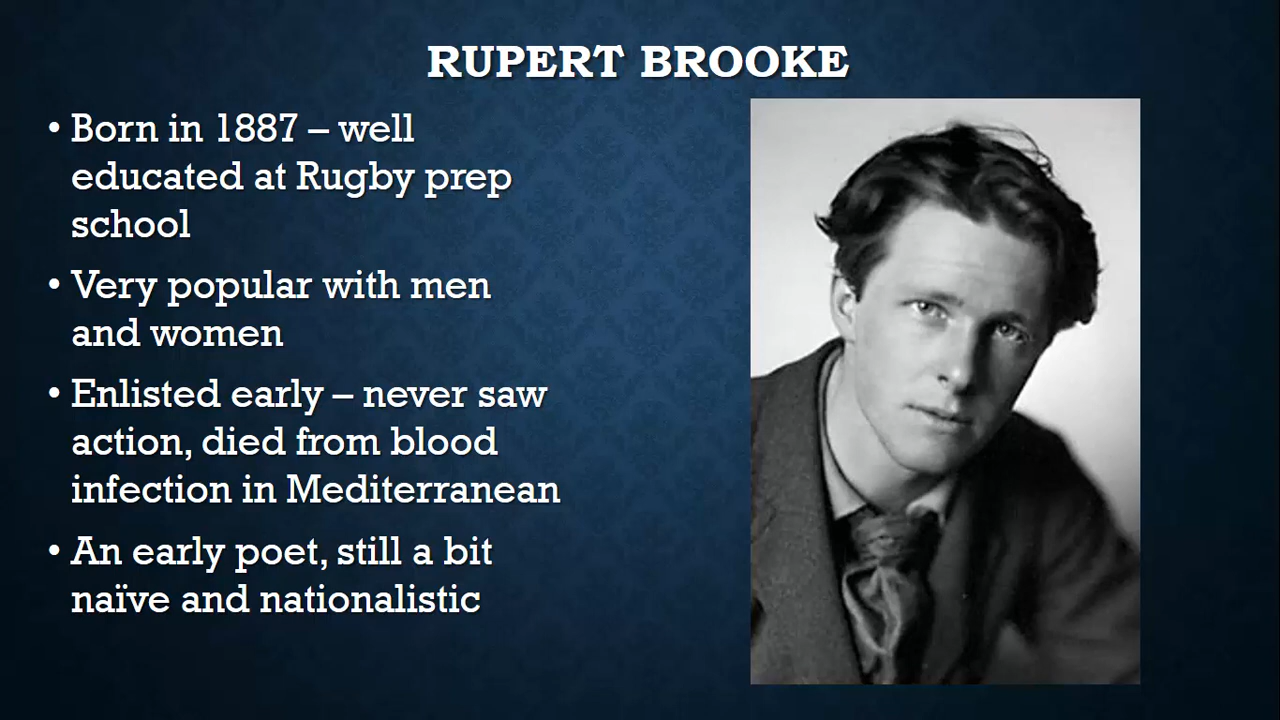 RUPERT BROOKE
• Born in 1887 – well
educated at Rugby prep
school
• Very popular with men
and women
• Enlisted early – never saw
action, died from blood
infection in Mediterranean
• An early poet, still a bit
naïve and nationalistic